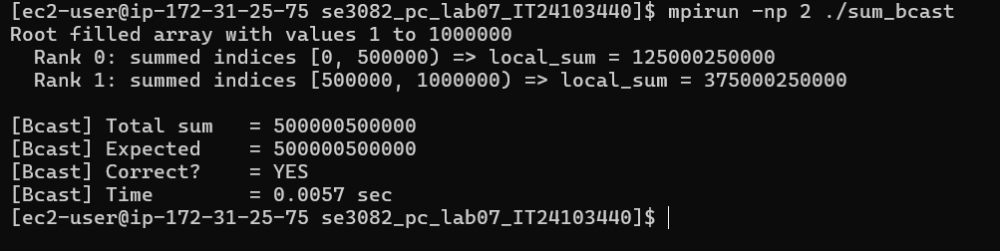 [ec2-user@ip-172-31-25-75 se3082_pc_lab07_IT24103440]$ mpirun -np 2 ./sum_bcast
Root filled array with values 1 to 1000000
  Rank 0: summed indices [0, 500000) => local_sum = 125000250000
  Rank 1: summed indices [500000, 1000000) => local_sum = 375000250000

[Bcast] Total sum   = 500000500000
[Bcast] Expected    = 500000500000
[Bcast] Correct?    = YES
[Bcast] Time        = 0.0057 sec
[ec2-user@ip-172-31-25-75 se3082_pc_lab07_IT24103440]$